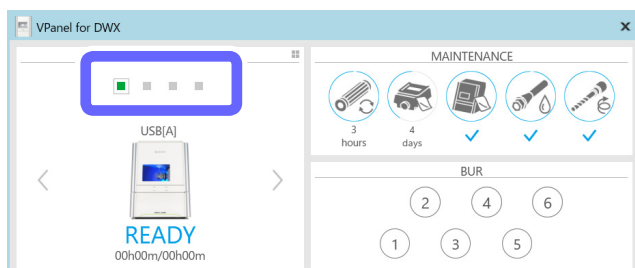 VPanel for DWX
USB[A]
READY
00h00m/00h00m
MAINTENANCE
3
hours
4
days
BUR
2 4 6
1 3 5